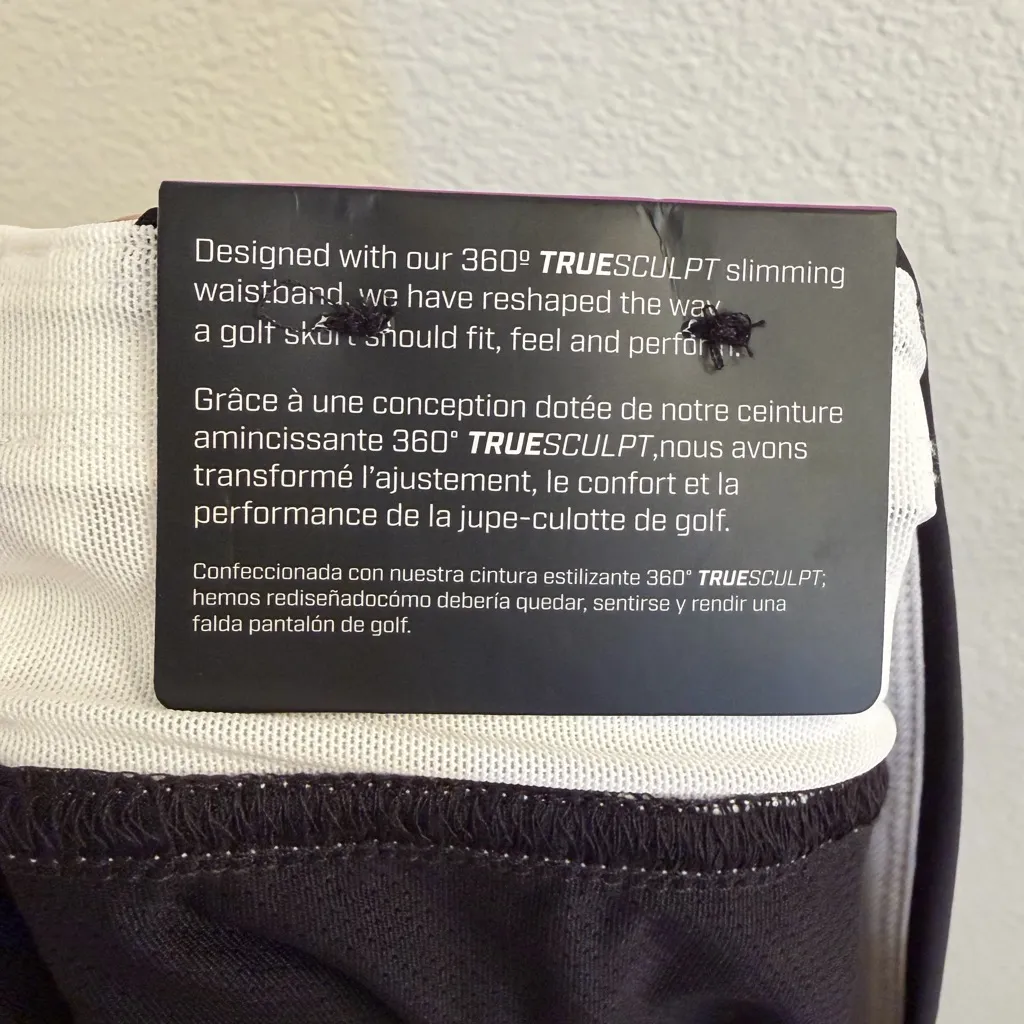 Designed with our 360º TRUESCULPT slimming
waistband, we have reshaped the way
a golf skort should fit, feel and perform.
Grâce à une conception dotée de notre ceinture
amincissante 360° TRUESCULPT,nous avons
transformé l'ajustement, le confort et la
performance de la jupe-culotte de golf.
Confeccionada con nuestra cintura estilizante 360° TRUESCULPT;
hemos rediseñadocómo debería quedar, sentirse y rendir una
falda pantalón de golf.